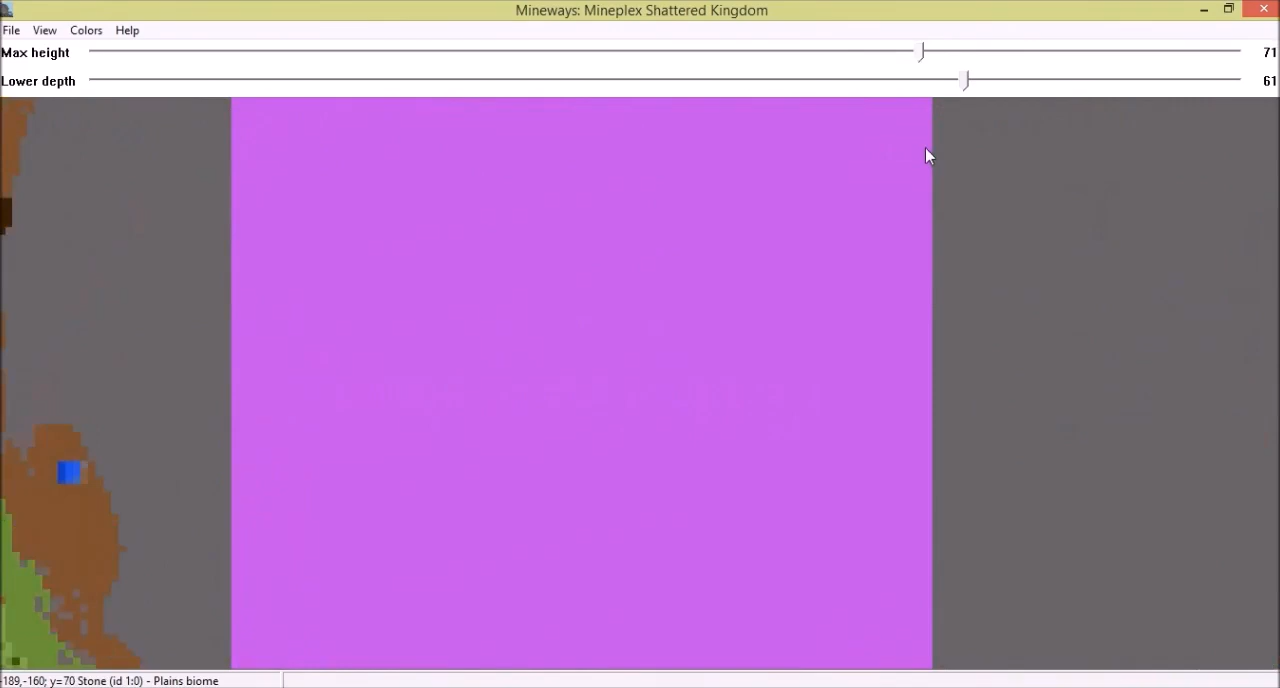 Mineways: Mineplex Shattered Kingdom
File View Colors Help
Max height 71
Lower depth 61
-189,-160; y=70 Stone (id 1:0) - Plains biome